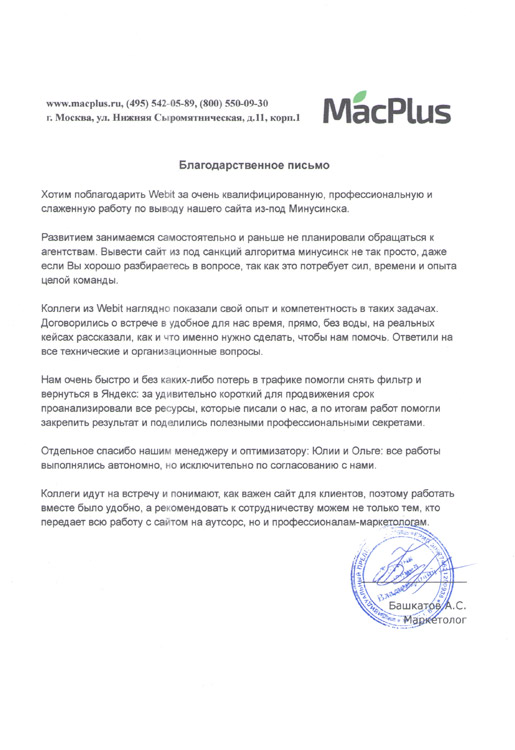 www.macplus.ru, (495) 542-05-89, (800) 550-09-30
г. Москва, ул. Нижняя Сыромятническая, д.11, корп.1
MacPlus
Благодарственное письмо
Хотим поблагодарить Webit за очень квалифицированную, профессиональную и
слаженную работу по выводу нашего сайта из-под Минусинска.
Развитием занимаемся самостоятельно и раньше не планировали обращаться к
агентствам. Вывести сайт из под санкций алгоритма минусинск не так просто, даже
если Вы хорошо разбираетесь в вопросе, так как это потребует сил, времени и опыта
целой команды.
Коллеги из Webit наглядно показали свой опыт и компетентность в таких задачах.
Договорились о встрече в удобное для нас время, прямо, без воды, на реальных
кейсах рассказали, как и что именно нужно сделать, чтобы нам помочь. Ответили на
все технические и организационные вопросы.
Нам очень быстро и без каких-либо потерь в трафике помогли снять фильтр и
вернуться в Яндекс: за удивительно короткий для продвижения срок
проанализировали все ресурсы, которые писали о нас, а по итогам работ помогли
закрепить результат и поделились полезными профессиональными секретами.
Отдельное спасибо нашим менеджеру и оптимизатору: Юлии и Ольге: все работы
выполнялись автономно, но исключительно по согласованию с нами.
Коллеги идут на встречу и понимают, как важен сайт для клиентов, поэтому работать
вместе было удобно, а рекомендовать к сотрудничеству можем не только тем, кто
передает всю работу с сайтом на аутсорс, но и профессионалам-маркетологам.
Башкатов А.С.
Маркетолог